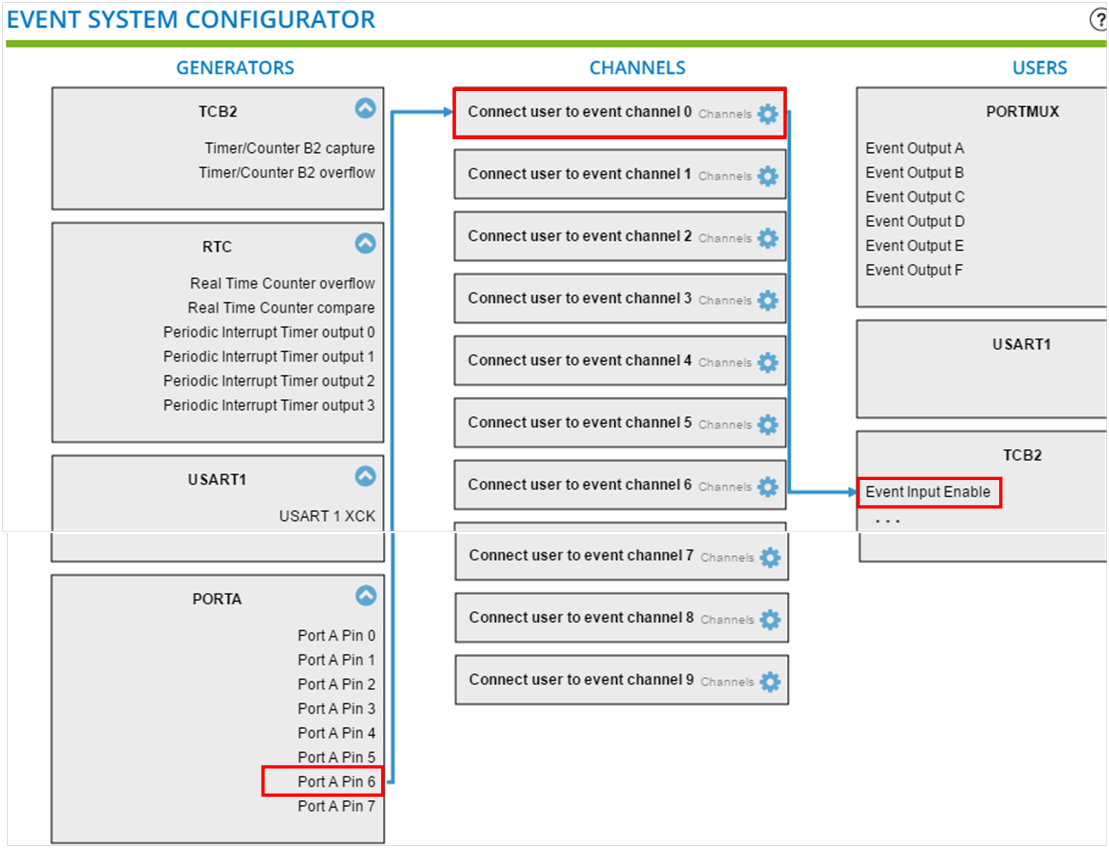 EVENT SYSTEM CONFIGURATOR
?
GENERATORS
TCB2
Timer/Counter B2 capture
Timer/Counter B2 overflow
RTC
Real Time Counter overflow
Real Time Counter compare
Periodic Interrupt Timer output 0
Periodic Interrupt Timer output 1
Periodic Interrupt Timer output 2
Periodic Interrupt Timer output 3
USART1
USART 1 XCK
PORTA
Port A Pin 0
Port A Pin 1
Port A Pin 2
Port A Pin 3
Port A Pin 4
Port A Pin 5
Port A Pin 6
Port A Pin 7
CHANNELS
Connect user to event channel 0 Channels
Connect user to event channel 1 Channels
Connect user to event channel 2 Channels
Connect user to event channel 3 Channels
Connect user to event channel 4 Channels
Connect user to event channel 5 Channels
Connect user to event channel 6 Channels
Connect user to event channel 7 Channels
Connect user to event channel 8 Channels
Connect user to event channel 9 Channels
USERS
PORTMUX
Event Output A
Event Output B
Event Output C
Event Output D
Event Output E
Event Output F
USART1
TCB2
Event Input Enable
...